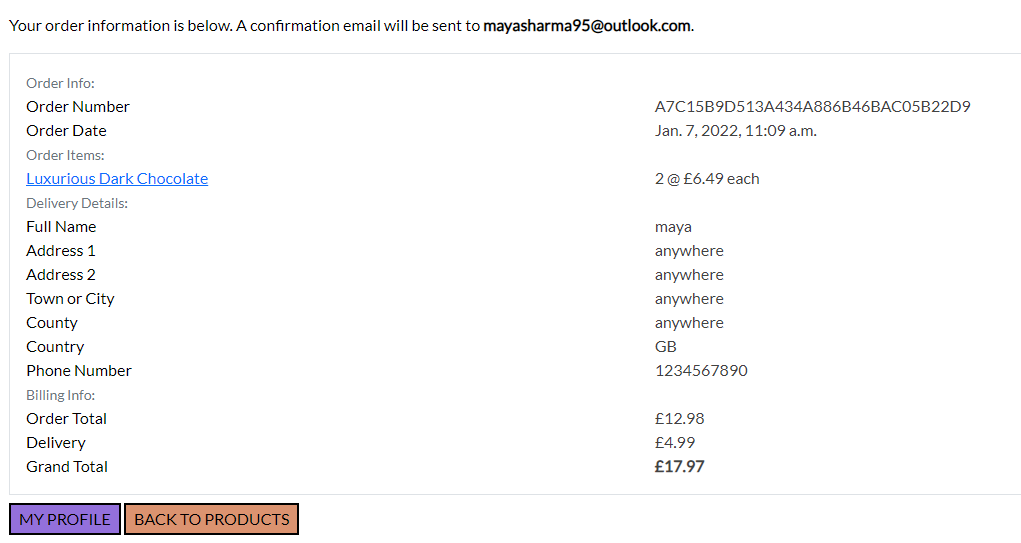 Your order information is below. A confirmation email will be sent to mayasharma95@outlook.com.
Order Info:
Order Number A7C15B9D513A434A886B46BAC05B22D9
Order Date Jan. 7, 2022, 11:09 a.m.
Order Items:
Luxurious Dark Chocolate 2 @ £6.49 each
Delivery Details:
Full Name maya
Address 1 anywhere
Address 2 anywhere
Town or City anywhere
County anywhere
Country GB
Phone Number 1234567890
Billing Info:
Order Total £12.98
Delivery £4.99
Grand Total £17.97
MY PROFILE BACK TO PRODUCTS